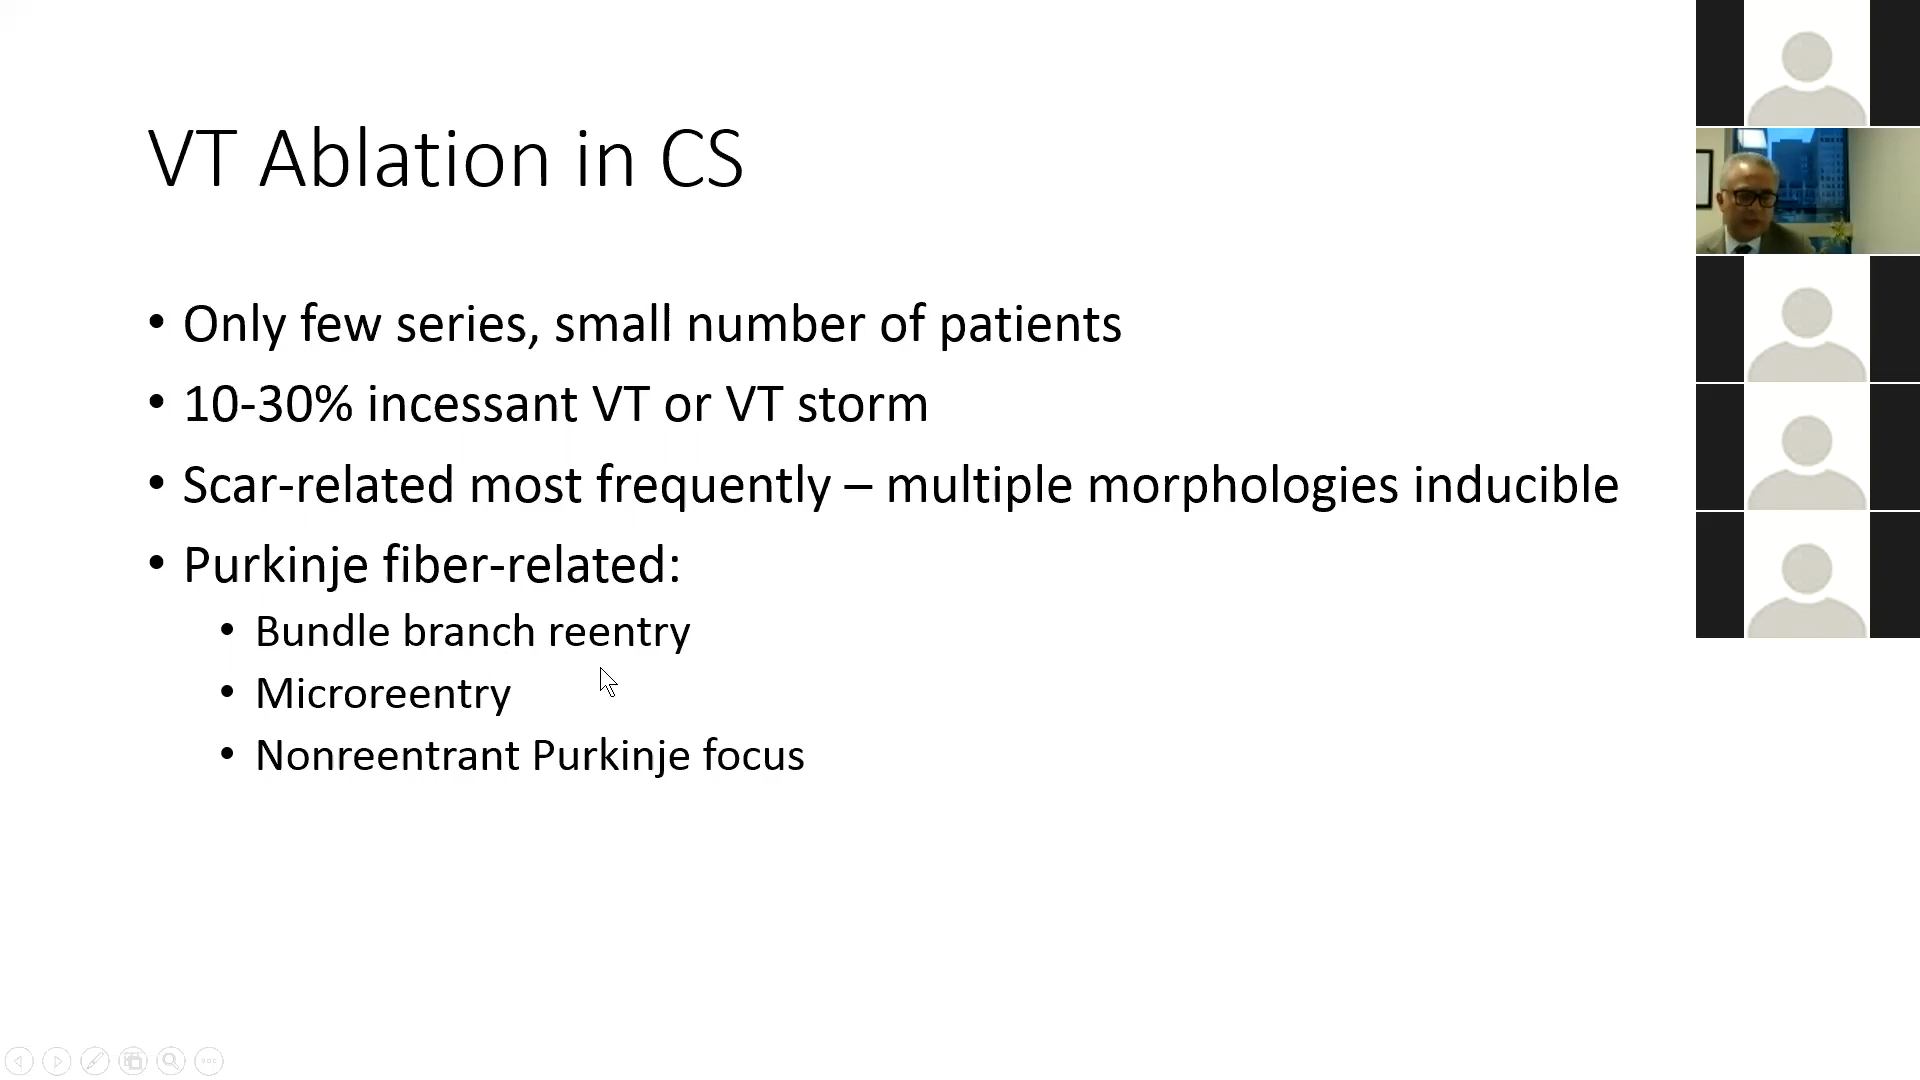 VT Ablation in CS
• Only few series, small number of patients
• 10-30% incessant VT or VT storm
• Scar-related most frequently – multiple morphologies inducible
• Purkinje fiber-related:
• Bundle branch reentry
• Microreentry
• Nonreentrant Purkinje focus